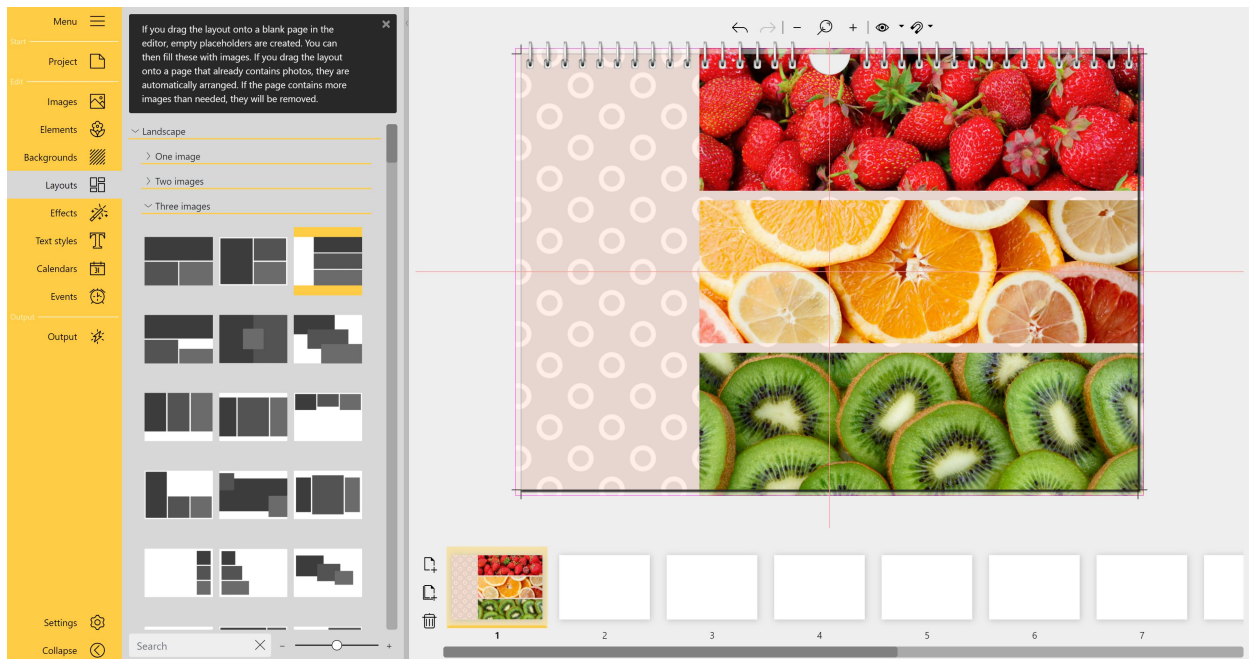 Menu
Start
Project
Edit
Images
Elements
Backgrounds
Layouts
Effects
Text styles
Calendars
31
Events
Output
Output
Settings
Collapse
If you drag the layout onto a blank page in the
editor, empty placeholders are created. You can
then fill these with images. If you drag the layout
onto a page that already contains photos, they are
automatically arranged. If the page contains more
images than needed, they will be removed.
Landscape
One image
Two images
Three images
Search
1
2
3
4
5
6
7